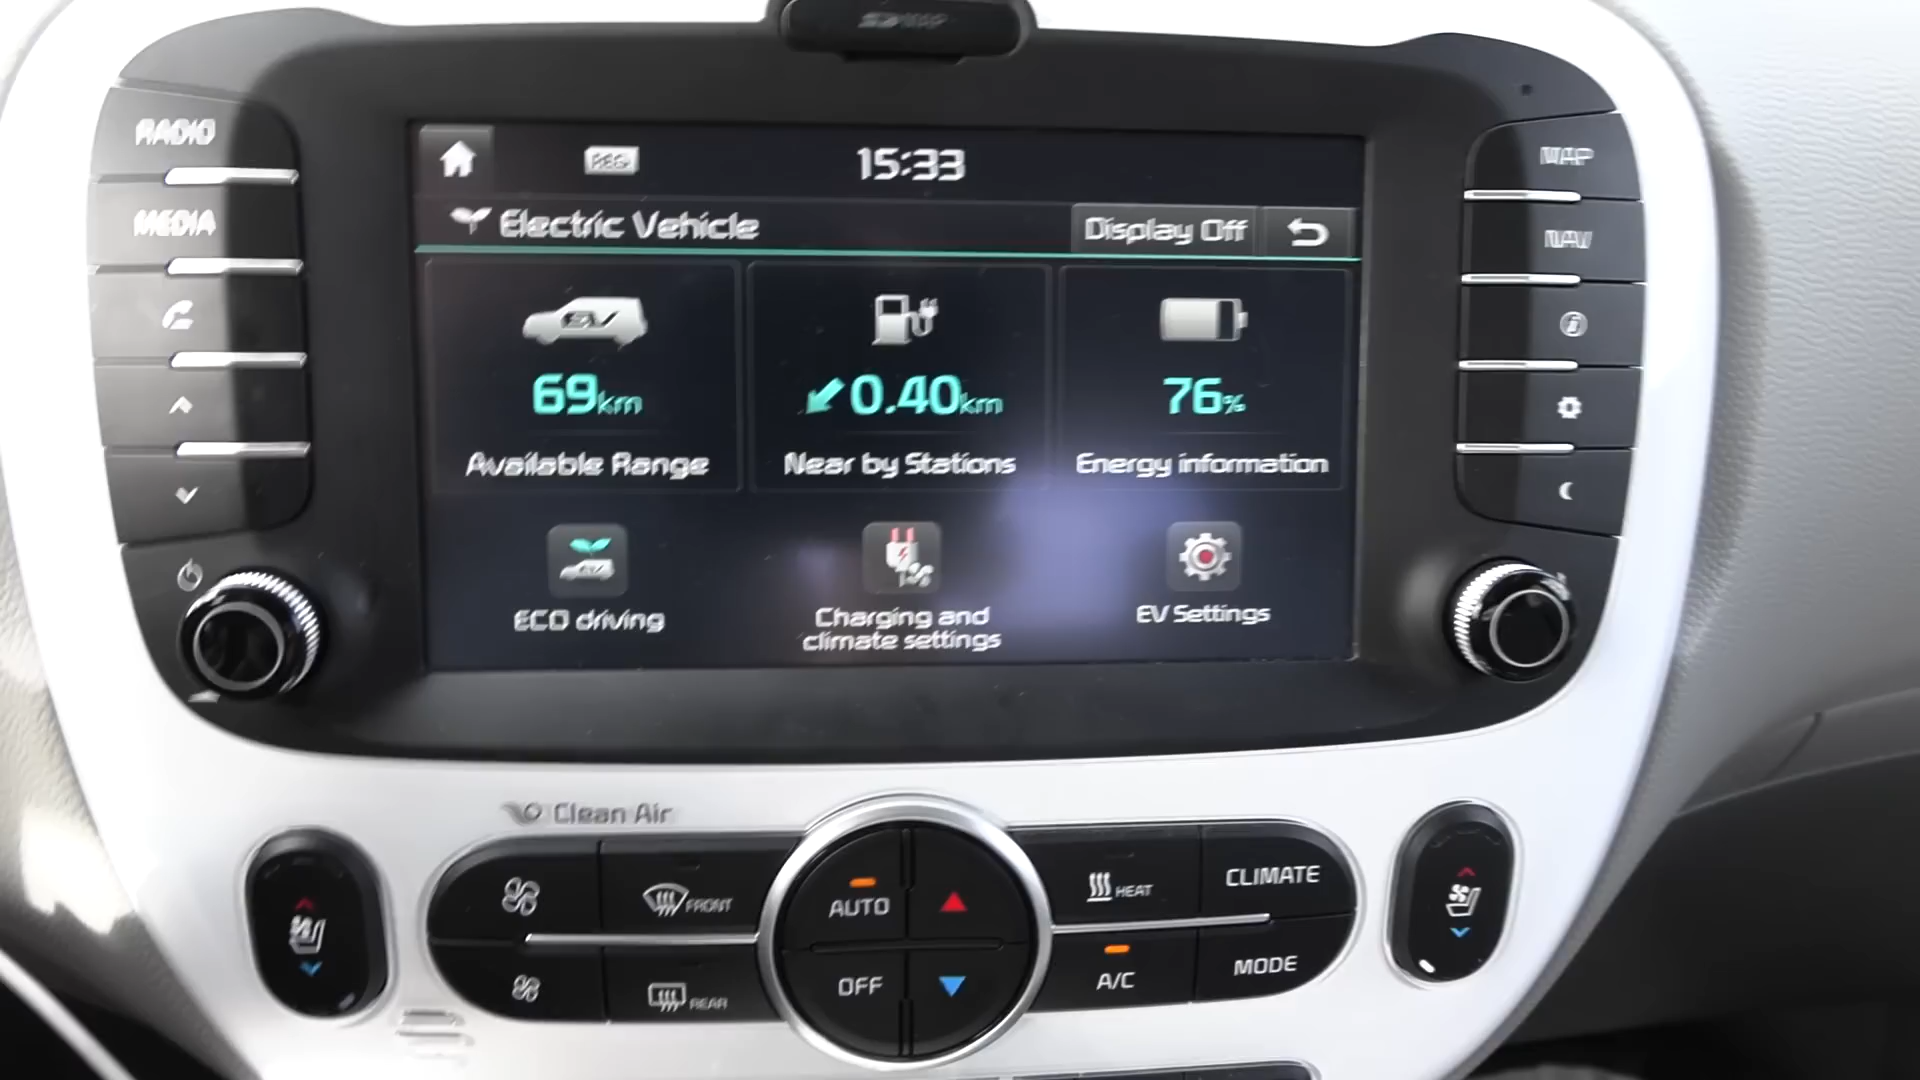 RADIO
MEDIA
MAP
NAV
15:33
Electric Vehicle
Display Off
EV
69km
0.40km
76%
Available Range
Near by Stations
Energy information
EV
ECO driving
Charging and
climate settings
EV Settings
Clean Air
FRONT
REAR
AUTO
OFF
HEAT
CLIMATE
A/C
MODE